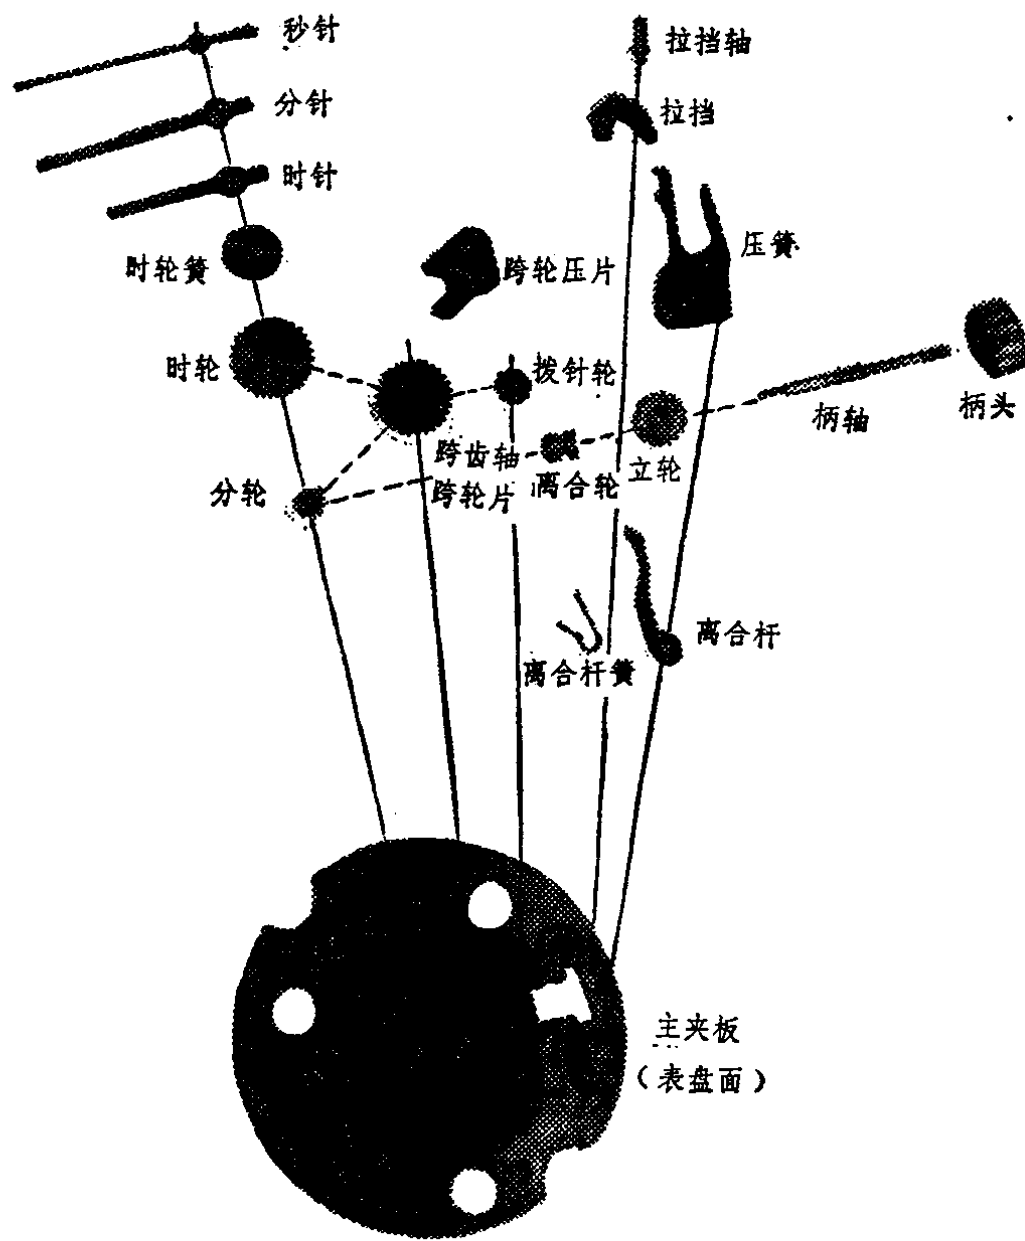 秒针
拉挡轴
分针
拉挡
时针
压簧
时轮簧
跨轮压片
时轮
拨针轮
柄头
柄轴
跨齿轴
跨轮片
离合轮
立轮
分轮
离合杆
离合杆簧
主夹板
（表盘面）